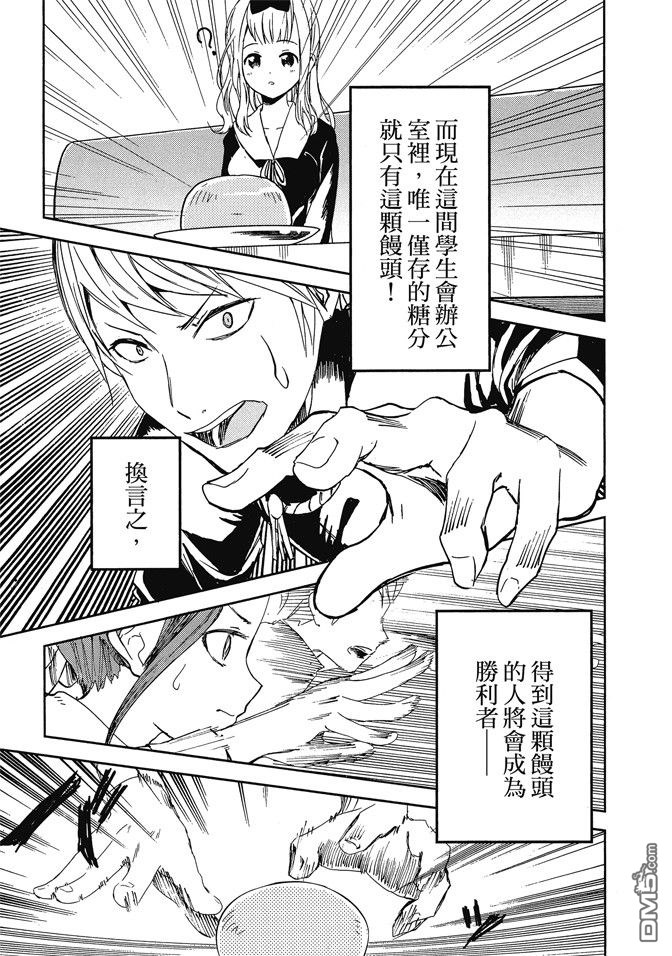 ?
而現在這間學生會辦公
室裡，唯一僅存的糖分
就只有這顆饅頭！
換言之，
得到這顆饅頭
的人將會成為
勝利者——
DM5.com